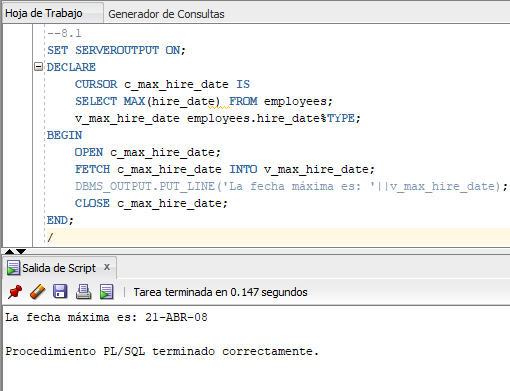 Hoja de Trabajo Generador de Consultas
--8.1
SET SERVEROUTPUT ON;
DECLARE
CURSOR c_max_hire_date IS
SELECT MAX(hire_date) FROM employees;
v_max_hire_date employees.hire_date%TYPE;
BEGIN
OPEN c_max_hire_date;
FETCH c_max_hire_date INTO v_max_hire_date;
DBMS_OUTPUT.PUT_LINE('La fecha máxima es: '||v_max_hire_date);
CLOSE c_max_hire_date;
END;
/
Salida de Script x
Tarea terminada en 0.147 segundos
La fecha máxima es: 21-ABR-08
Procedimiento PL/SQL terminado correctamente.